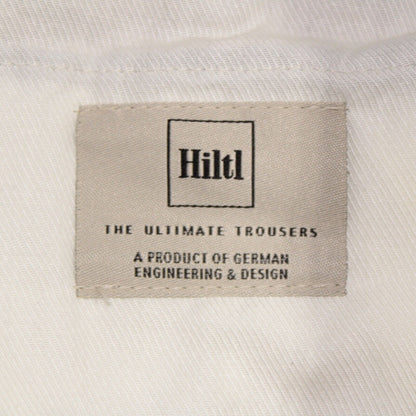 Hiltl
THE ULTIMATE TROUSERS
A PRODUCT OF GERMAN
ENGINEERING & DESIGN